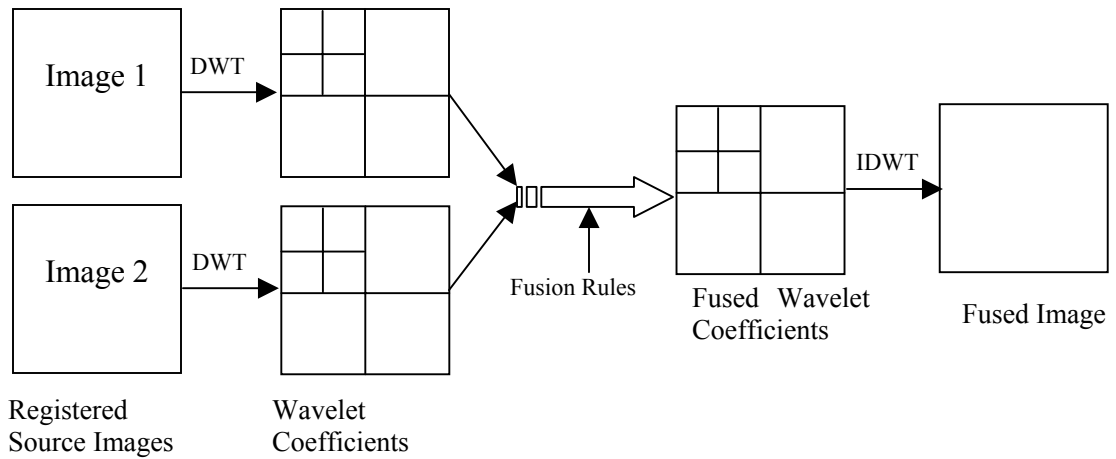 Image 1
DWT
Image 2
DWT
Fusion Rules
IDWT
Registered
Source Images
Wavelet
Coefficients
Fused Wavelet
Coefficients
Fused Image